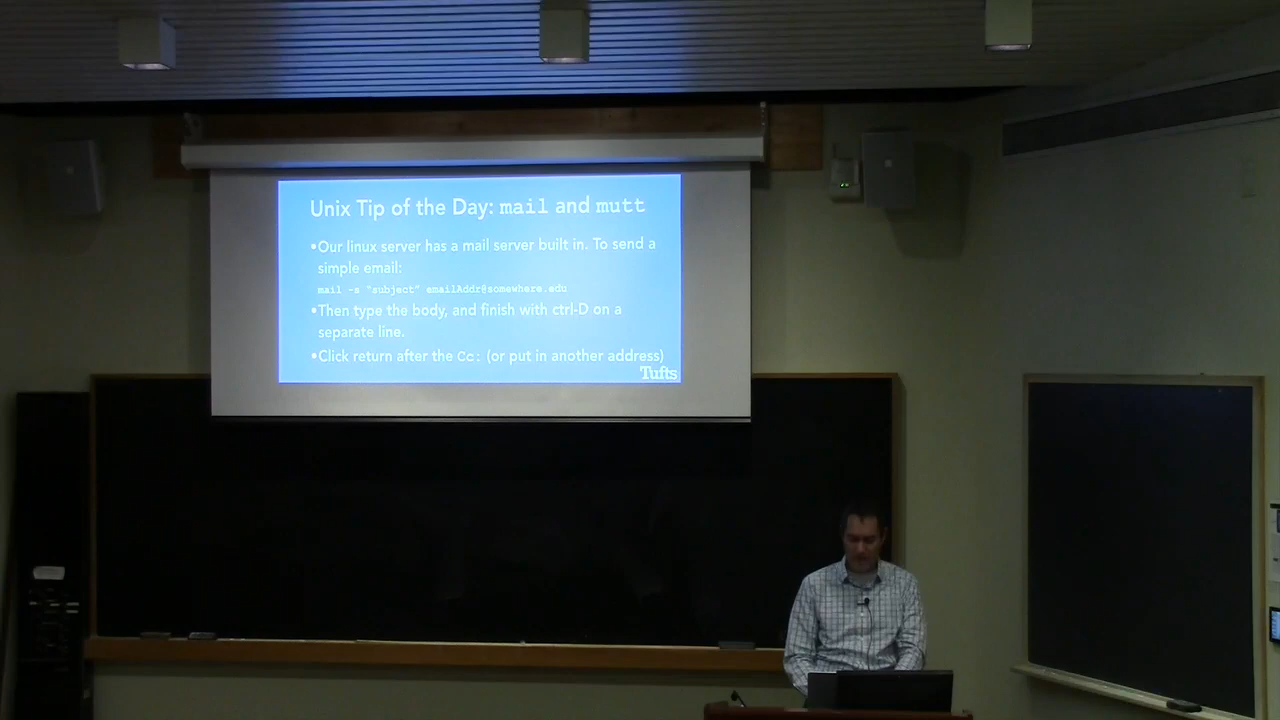 Unix Tip of the Day: mail and mutt
•Our linux server has a mail server built in. To send a
simple email:
mail -s "subject" emailAddr@somewhere.edu
•Then type the body, and finish with ctrl-D on a
separate line.
•Click return after the Cc: (or put in another address)
Tufts